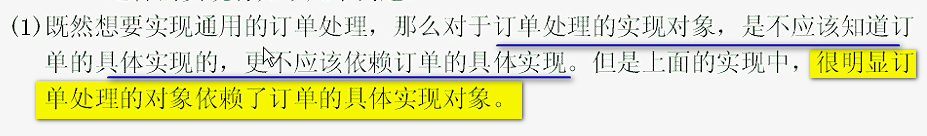 (1)既然想要实现通用的订单处理，那么对于订单处理的实现对象，是不应该知道订
单的具体实现的，更不应该依赖订单的具体实现。但是上面的实现中，很明显订
单处理的对象依赖了订单的具体实现对象。